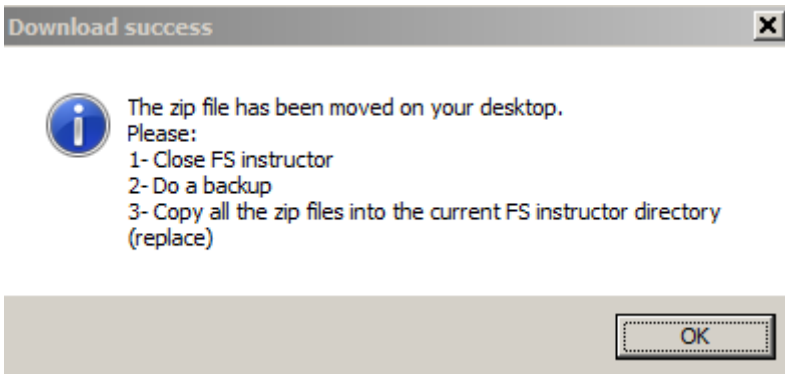 Download success
The zip file has been moved on your desktop.
Please:
1- Close FS instructor
2- Do a backup
3- Copy all the zip files into the current FS instructor directory
(replace)
OK